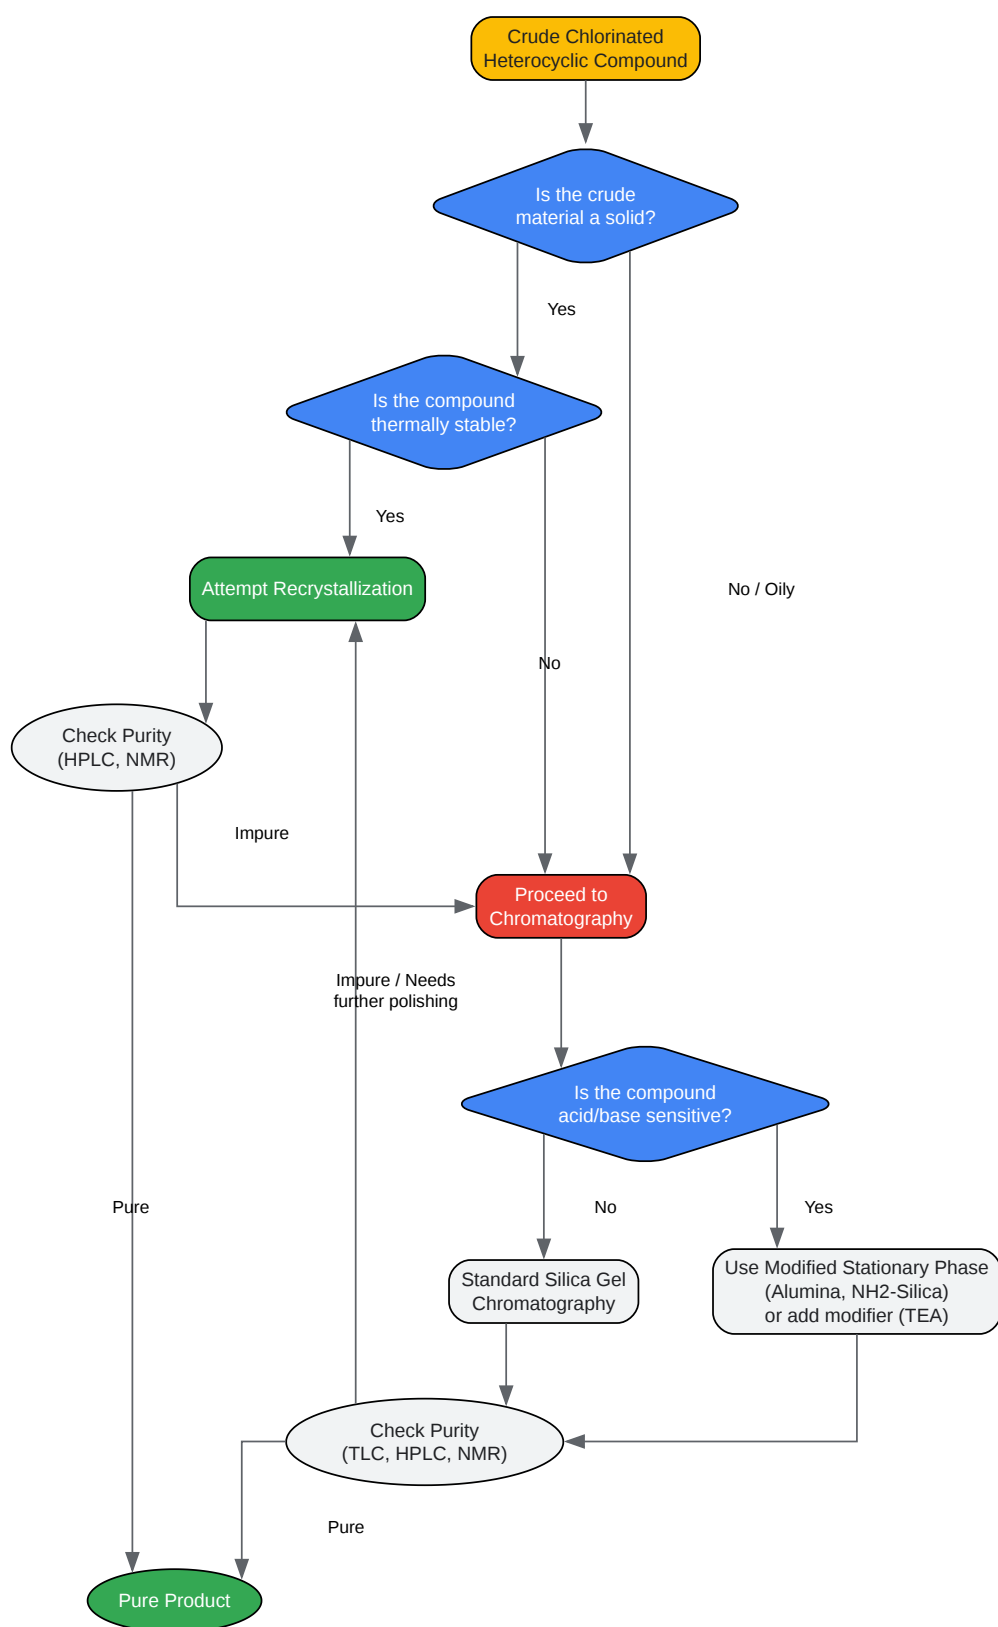 Crude Chlorinated
Heterocyclic Compound
Is the crude
material a solid?
Yes
Is the compound
thermally stable?
Yes
Attempt Recrystallization
No / Oily
No
Check Purity
(HPLC, NMR)
Impure
Proceed to
Chromatography
Impure / Needs
further polishing
Is the compound
acid/base sensitive?
Pure
No
Yes
Standard Silica Gel
Chromatography
Use Modified Stationary Phase
(Alumina, NH2-Silica)
or add modifier (TEA)
Check Purity
(TLC, HPLC, NMR)
Pure
Pure Product